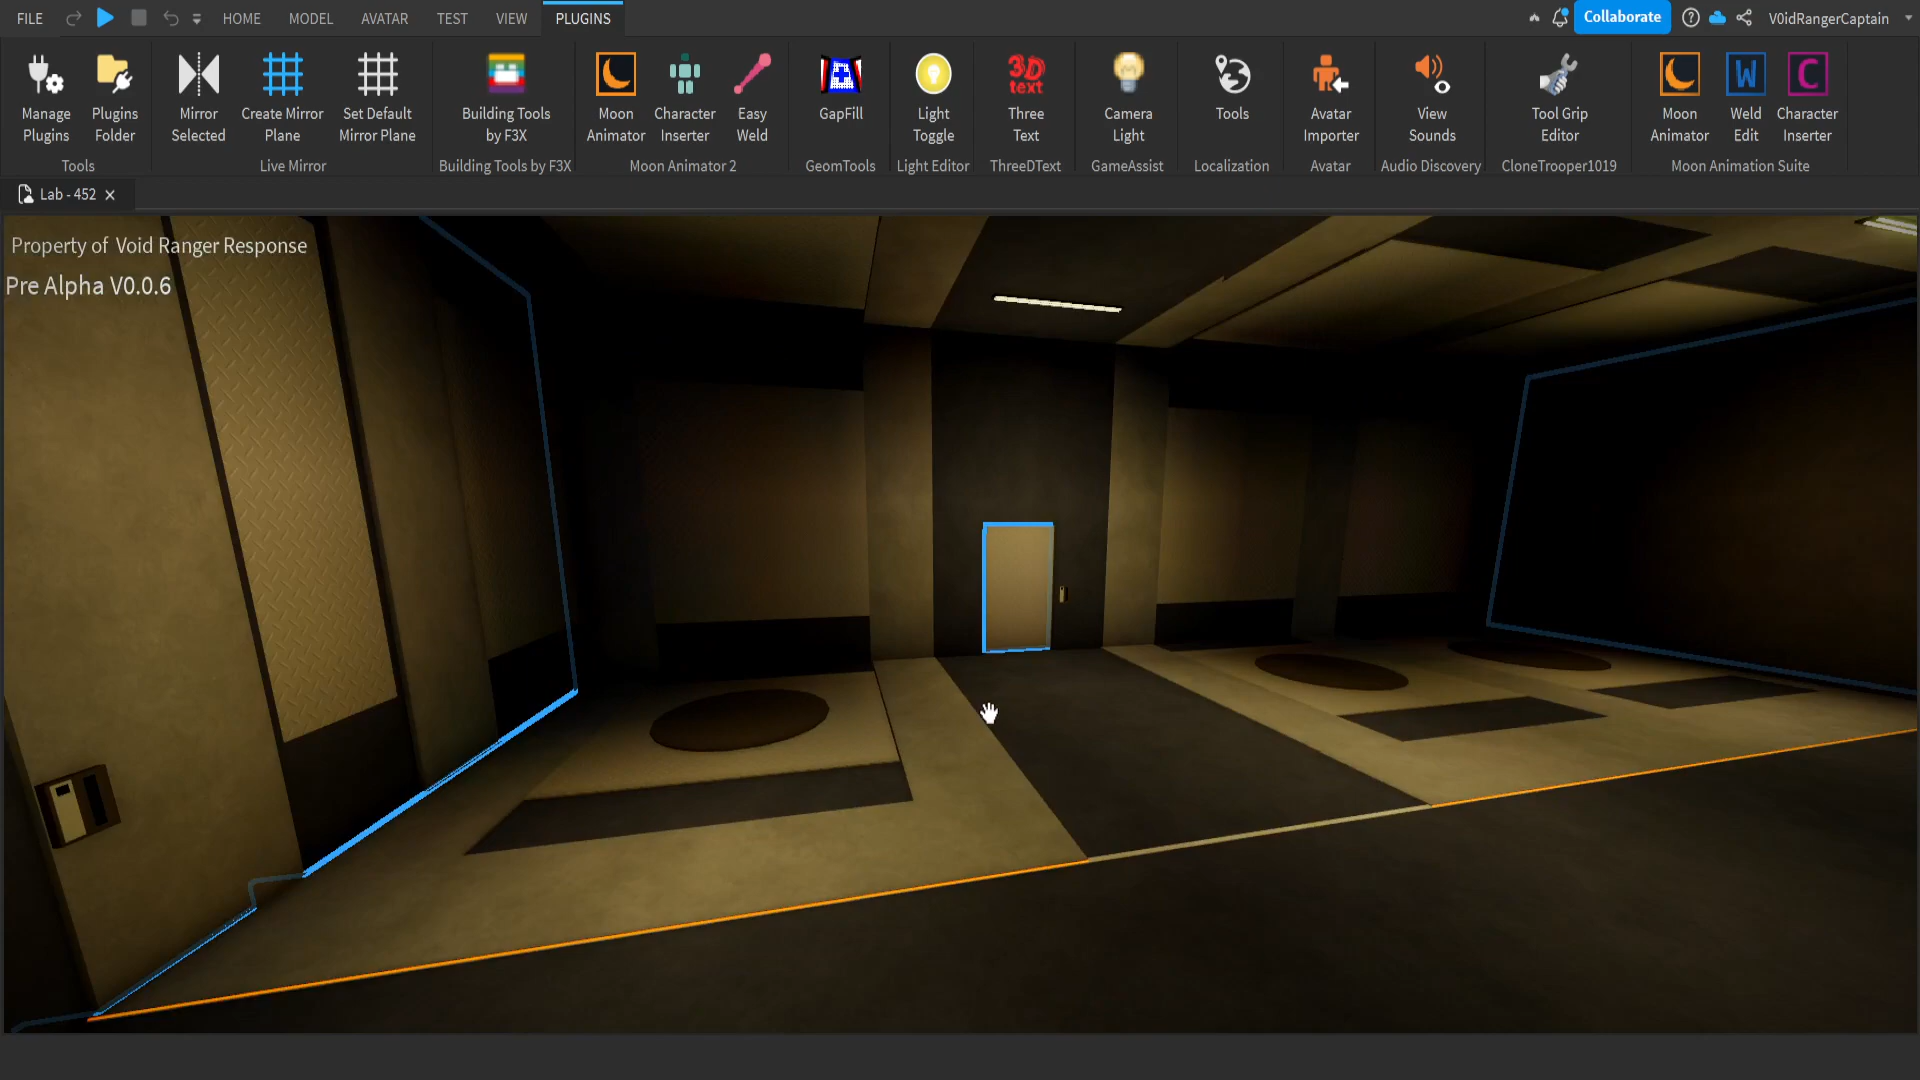 FILE HOME MODEL AVATAR TEST VIEW PLUGINS Collaborate V0idRangerCaptain
Manage Plugins
Plugins Folder
Mirror Selected
Create Mirror Plane
Set Default Mirror Plane
Building Tools by F3X
Moon Animator
Character Inserter
Easy Weld
GapFill
Light Toggle
3D text
Three Text
Camera Light
Tools
Avatar Importer
View Sounds
Tool Grip Editor
Moon Animator
W
Weld Edit
C
Character Inserter
Tools Live Mirror Building Tools by F3X Moon Animator 2 GeomTools Light Editor ThreeDText GameAssist Localization Avatar Audio Discovery CloneTrooper1019 Moon Animation Suite
Lab - 452
Property of Void Ranger Response
Pre Alpha V0.0.6